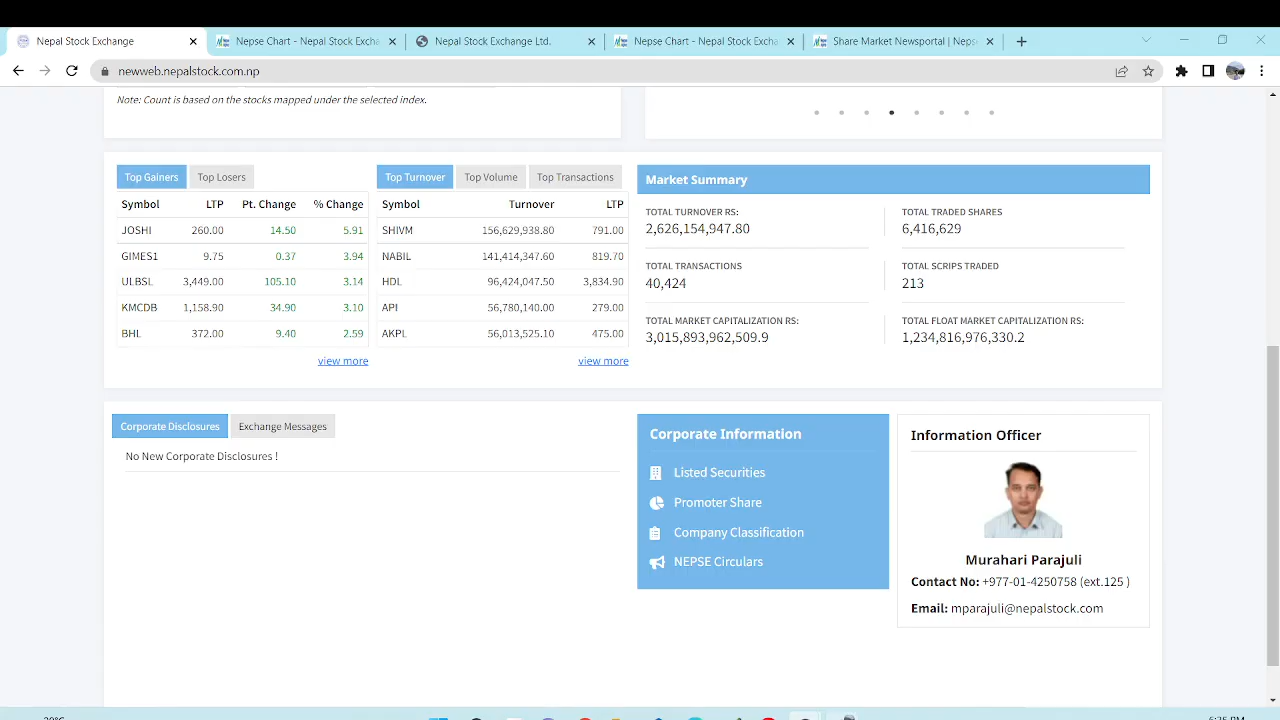 Nepal Stock Exchange
Nepse Chart - Nepal Stock Excha
Nepal Stock Exchange Ltd.
Nepse Chart - Nepal Stock Excha
Share Market Newsportal | Neps
newweb.nepalstock.com.np
Note: Count is based on the stocks mapped under the selected index.
Top Gainers Top Losers
Symbol LTP Pt. Change % Change
JOSHI 260.00 14.50 5.91
GIMES1 9.75 0.37 3.94
ULBSL 3,449.00 105.10 3.14
KMCDB 1,158.90 34.90 3.10
BHL 372.00 9.40 2.59
view more
Top Turnover Top Volume Top Transactions
Symbol Turnover LTP
SHIVM 156,629,938.80 791.00
NABIL 141,414,347.60 819.70
HDL 96,424,047.50 3,834.90
API 56,780,140.00 279.00
AKPL 56,013,525.10 475.00
view more
Market Summary
TOTAL TURNOVER RS:
2,626,154,947.80
TOTAL TRADED SHARES
6,416,629
TOTAL TRANSACTIONS
40,424
TOTAL SCRIPS TRADED
213
TOTAL MARKET CAPITALIZATION RS:
3,015,893,962,509.9
TOTAL FLOAT MARKET CAPITALIZATION RS:
1,234,816,976,330.2
Corporate Disclosures Exchange Messages
No New Corporate Disclosures !
Corporate Information
Listed Securities
Promoter Share
Company Classification
NEPSE Circulars
Information Officer
Murahari Parajuli
Contact No: +977-01-4250758 (ext.125 )
Email: mparajuli@nepalstock.com